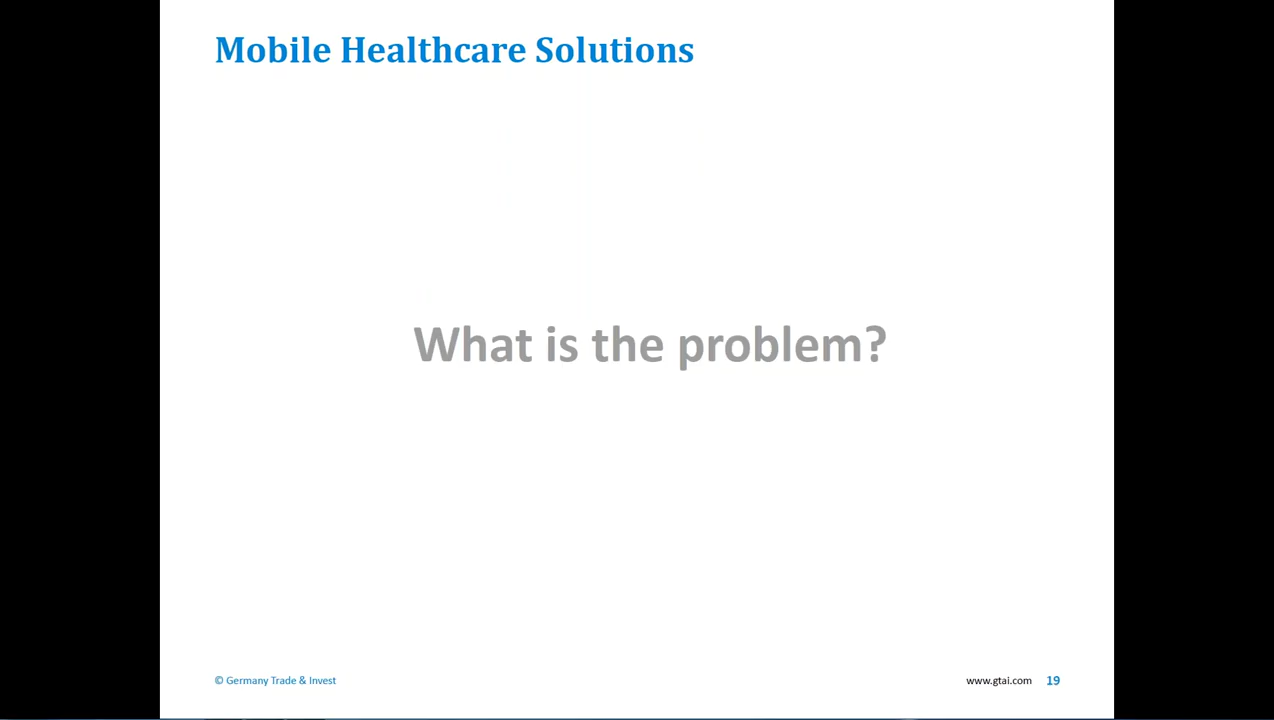 Mobile Healthcare Solutions
What is the problem?
© Germany Trade & Invest
www.gtai.com 19